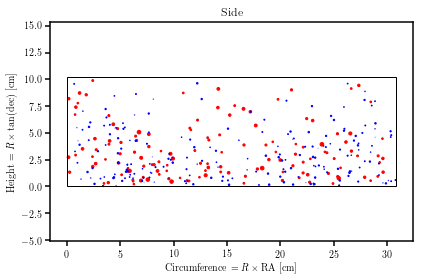 Side
15.0
12.5
10.0
7.5
5.0
2.5
0.0
−2.5
−5.0
Height = R × tan(dec) [cm]
0 5 10 15 20 25 30
Circumference = R × RA [cm]